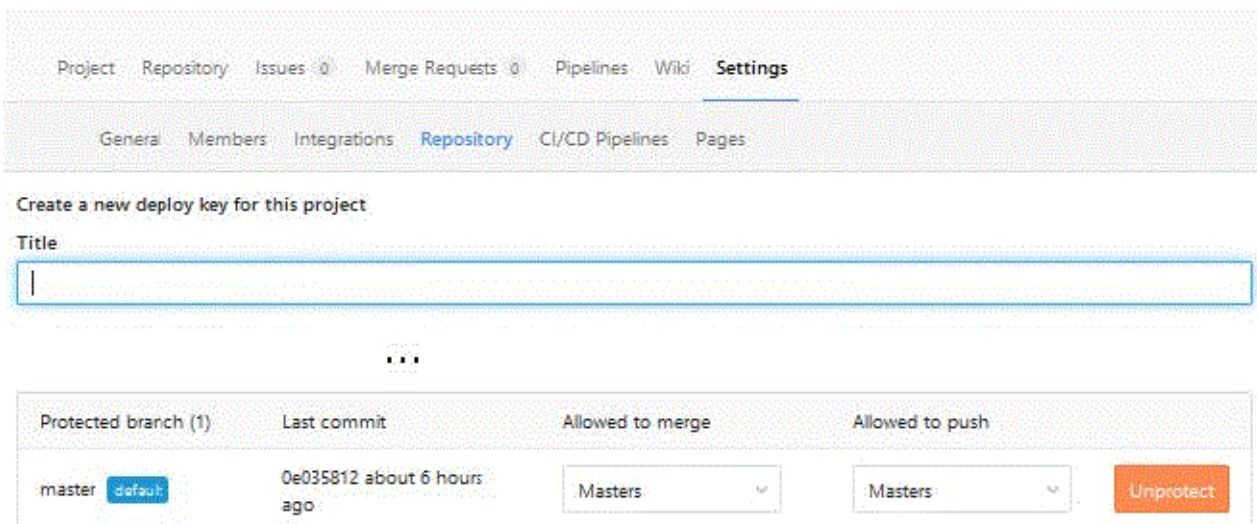 Project Repository Issues 0 Merge Requests 0 Pipelines Wiki Settings
General Members Integrations Repository CI/CD Pipelines Pages
Create a new deploy key for this project
Title
...
Protected branch (1) Last commit Allowed to merge Allowed to push
master default 0e035812 about 6 hours ago Masters Masters Unprotect